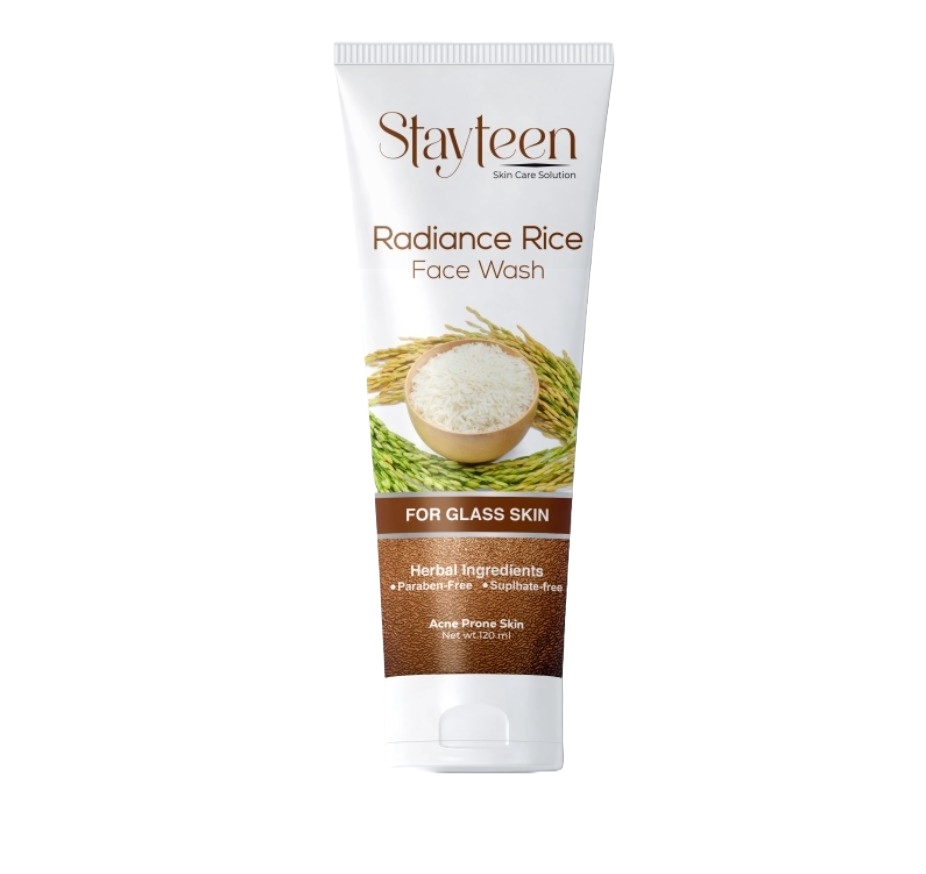 Stayteen
Skin Care Solution
Radiance Rice
Face Wash
FOR GLASS SKIN
Herbal Ingredients
• Paraben-Free • Suplhate-free
Acne Prone Skin
Net wt.120 ml